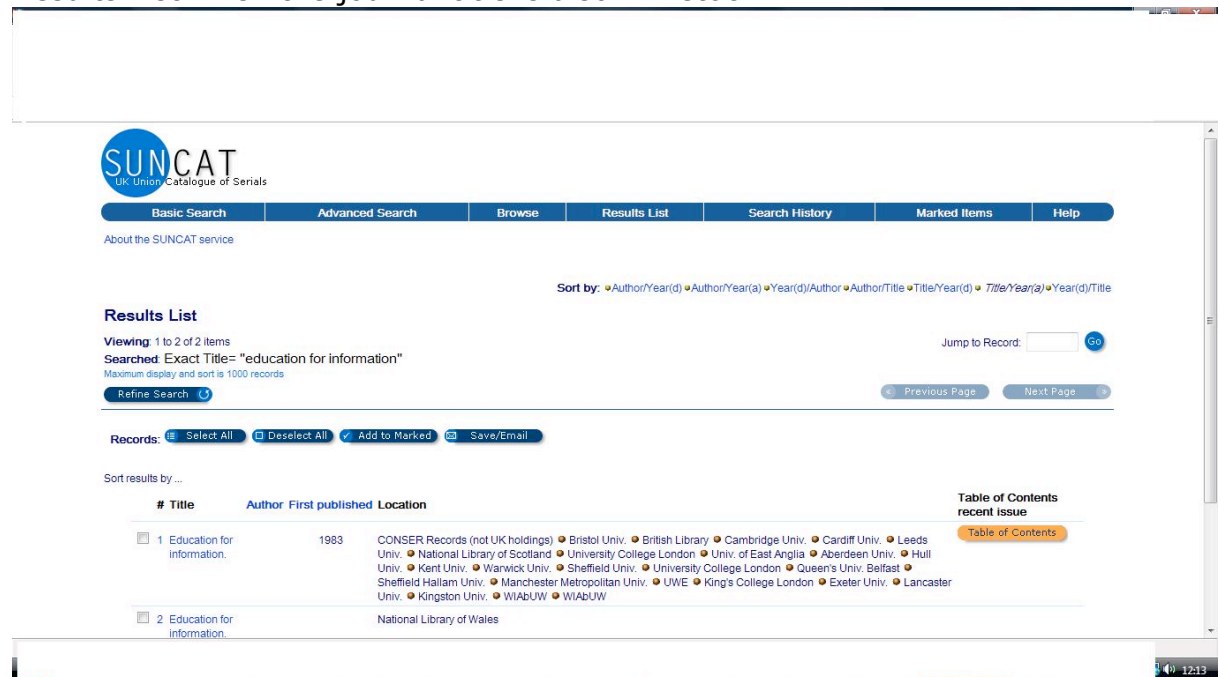 SUNCAT
UK Union Catalogue of Serials
Basic Search Advanced Search Browse Results List Search History Marked Items Help
About the SUNCAT service
Sort by: Author/Year(d) Author/Year(a) Year(d)/Author Author/Title Title/Year(d) Title/Year(a) Year(d)/Title
Results List
Viewing: 1 to 2 of 2 items
Jump to Record: Go
Searched: Exact Title= "education for information"
Maximum display and sort is 1000 records
Refine Search Previous Page Next Page
Records: Select All Deselect All Add to Marked Save/Email
Sort results by ...
# Title Author First published Location Table of Contents
recent issue
1 Education for 1983 CONSER Records (not UK holdings) Bristol Univ. British Library Cambridge Univ. Cardiff Univ. Leeds Table of Contents
information. Univ. National Library of Scotland University College London Univ. of East Anglia Aberdeen Univ. Hull
Univ. Kent Univ. Warwick Univ. Sheffield Univ. University College London Queen's Univ. Belfast
Sheffield Hallam Univ. Manchester Metropolitan Univ. UWE King's College London Exeter Univ. Lancaster
Univ. Kingston Univ. WIAbUW WIAbUW
2 Education for National Library of Wales
information.
12:13